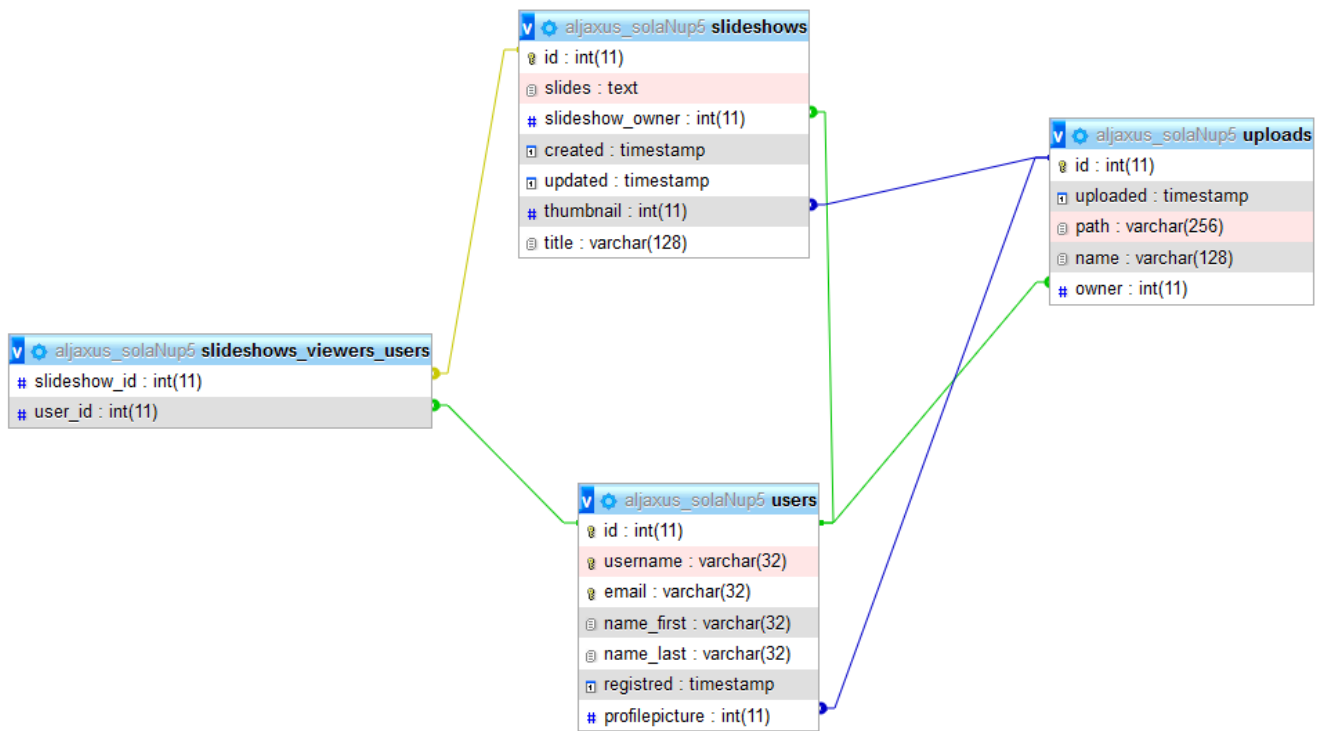 v aljaxus_solaNup5 slideshows
id : int(11)
slides : text
# slideshow_owner : int(11)
created : timestamp
updated : timestamp
# thumbnail : int(11)
title : varchar(128)
v aljaxus_solaNup5 uploads
id : int(11)
uploaded : timestamp
path : varchar(256)
name : varchar(128)
# owner : int(11)
v aljaxus_solaNup5 slideshows_viewers_users
# slideshow_id : int(11)
# user_id : int(11)
v aljaxus_solaNup5 users
id : int(11)
username : varchar(32)
email : varchar(32)
name_first : varchar(32)
name_last : varchar(32)
registred : timestamp
# profilepicture : int(11)